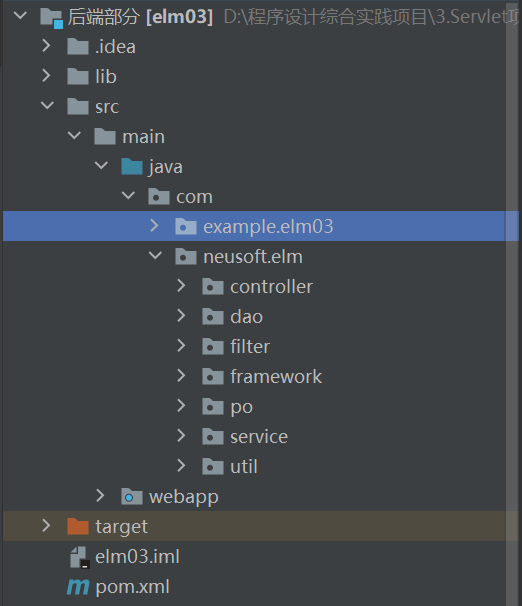 后端部分 [elm03] D:\程序设计综合实践项目\3.Servlet项
.idea
lib
src
main
java
com
example.elm03
neusoft.elm
controller
dao
filter
framework
po
service
util
webapp
target
elm03.iml
m pom.xml